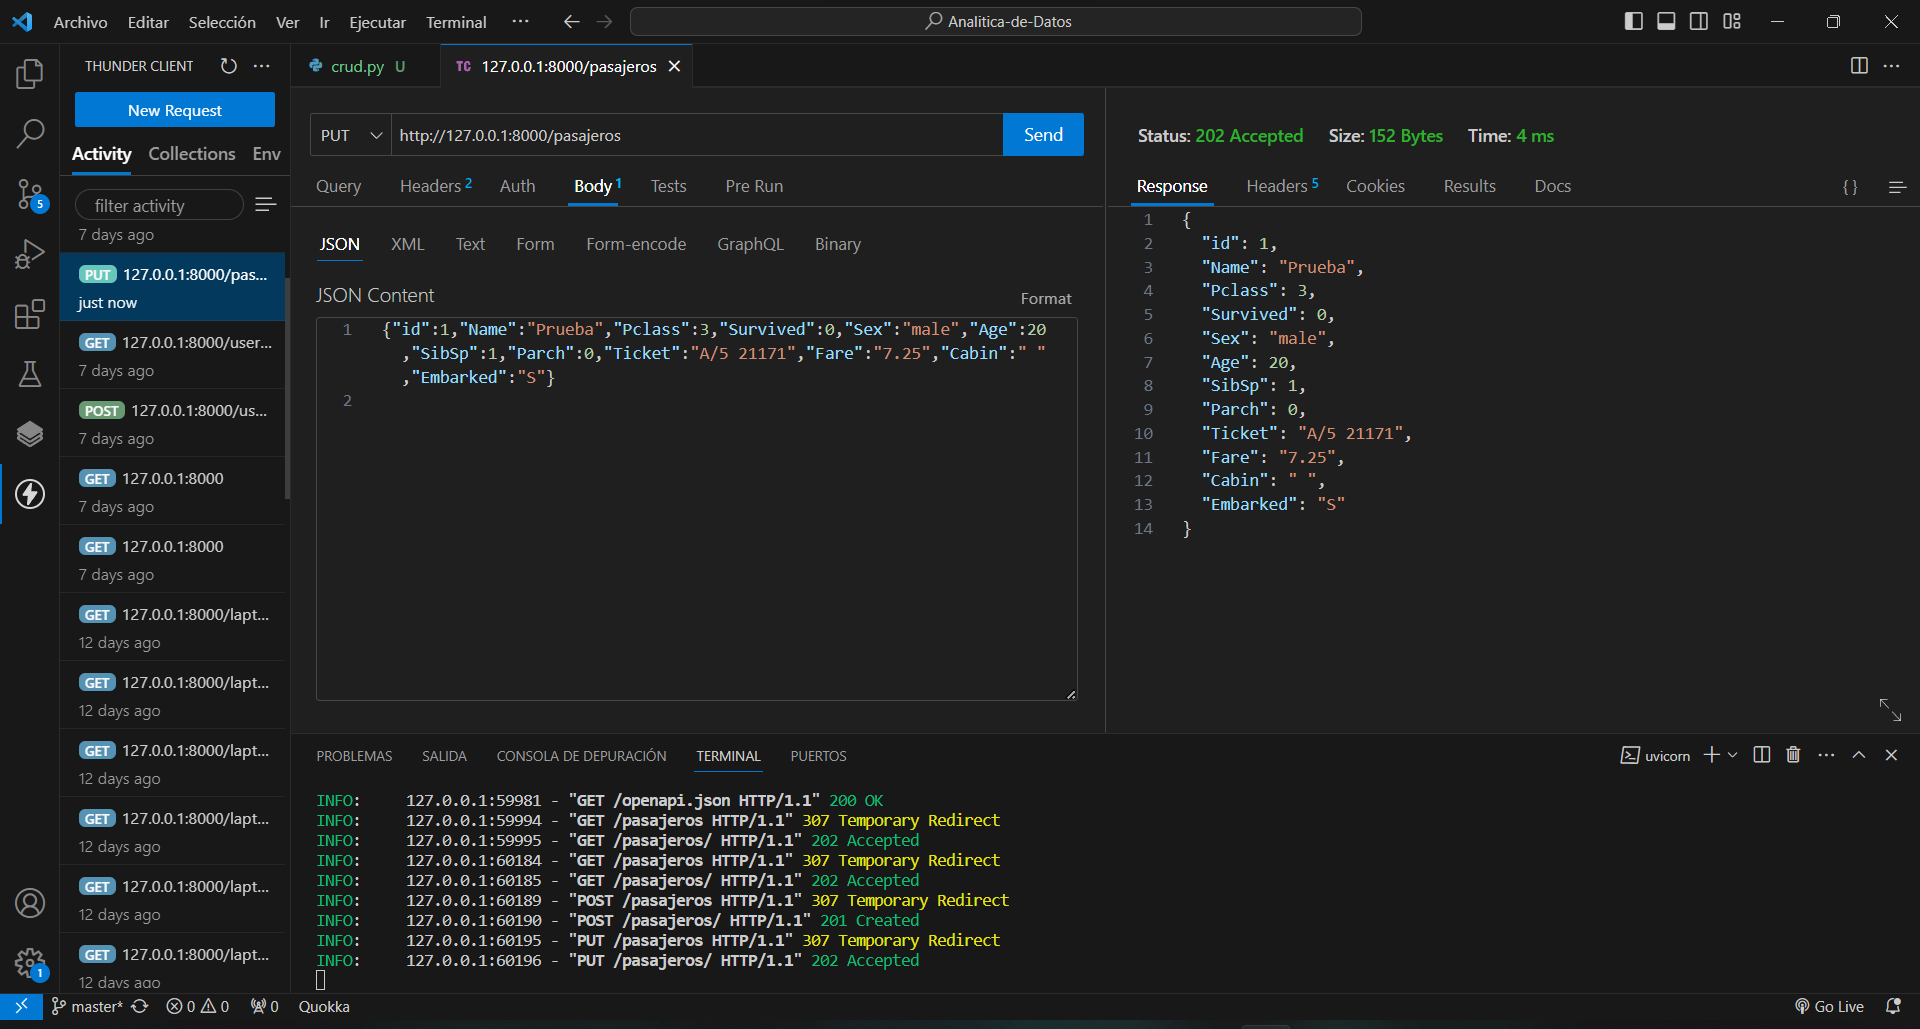 Archivo Editar Selección Ver Ir Ejecutar Terminal ··· Analitica-de-Datos
THUNDER CLIENT
New Request
Activity Collections Env
filter activity
7 days ago
PUT 127.0.0.1:8000/pas...
just now
GET 127.0.0.1:8000/user...
7 days ago
POST 127.0.0.1:8000/us...
7 days ago
GET 127.0.0.1:8000
7 days ago
GET 127.0.0.1:8000
7 days ago
GET 127.0.0.1:8000/lapt...
12 days ago
GET 127.0.0.1:8000/lapt...
12 days ago
GET 127.0.0.1:8000/lapt...
12 days ago
GET 127.0.0.1:8000/lapt...
12 days ago
GET 127.0.0.1:8000/lapt...
12 days ago
GET 127.0.0.1:8000/lapt...
12 days ago
5
1
crud.py U TC 127.0.0.1:8000/pasajeros
PUT http://127.0.0.1:8000/pasajeros Send
Query Headers 2 Auth Body 1 Tests Pre Run
JSON XML Text Form Form-encode GraphQL Binary
JSON Content
Format
1 {"id":1,"Name":"Prueba","Pclass":3,"Survived":0,"Sex":"male","Age":20
,"SibSp":1,"Parch":0,"Ticket":"A/5 21171","Fare":"7.25","Cabin":" "
,"Embarked":"S"}
2
Status: 202 Accepted Size: 152 Bytes Time: 4 ms
Response Headers 5 Cookies Results Docs {}
1 {
2 "id": 1,
3 "Name": "Prueba",
4 "Pclass": 3,
5 "Survived": 0,
6 "Sex": "male",
7 "Age": 20,
8 "SibSp": 1,
9 "Parch": 0,
10 "Ticket": "A/5 21171",
11 "Fare": "7.25",
12 "Cabin": " ",
13 "Embarked": "S"
14 }
PROBLEMAS SALIDA CONSOLA DE DEPURACIÓN TERMINAL PUERTOS uvicorn
INFO: 127.0.0.1:59981 - "GET /openapi.json HTTP/1.1" 200 OK
INFO: 127.0.0.1:59994 - "GET /pasajeros HTTP/1.1" 307 Temporary Redirect
INFO: 127.0.0.1:59995 - "GET /pasajeros/ HTTP/1.1" 202 Accepted
INFO: 127.0.0.1:60184 - "GET /pasajeros HTTP/1.1" 307 Temporary Redirect
INFO: 127.0.0.1:60185 - "GET /pasajeros/ HTTP/1.1" 202 Accepted
INFO: 127.0.0.1:60189 - "POST /pasajeros HTTP/1.1" 307 Temporary Redirect
INFO: 127.0.0.1:60190 - "POST /pasajeros/ HTTP/1.1" 201 Created
INFO: 127.0.0.1:60195 - "PUT /pasajeros HTTP/1.1" 307 Temporary Redirect
INFO: 127.0.0.1:60196 - "PUT /pasajeros/ HTTP/1.1" 202 Accepted
master* 0 0 0 Quokka Go Live